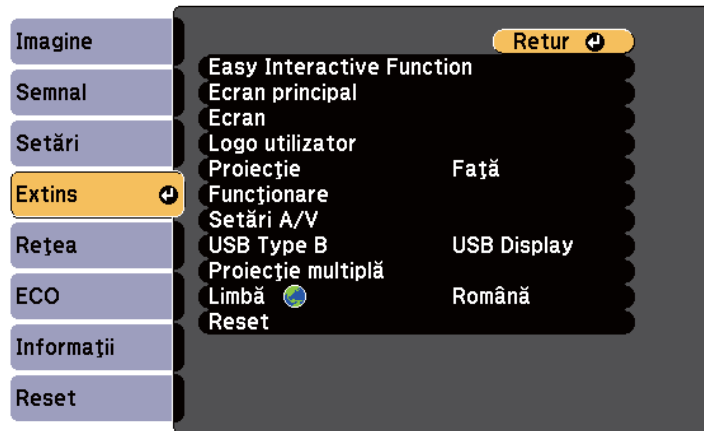 Imagine
Semnal
Setări
Extins
Reţea
ECO
Informaţii
Reset
Retur
Easy Interactive Function
Ecran principal
Ecran
Logo utilizator
Proiecţie Faţă
Funcţionare
Setări A/V
USB Type B USB Display
Proiecţie multiplă
Limbă Română
Reset